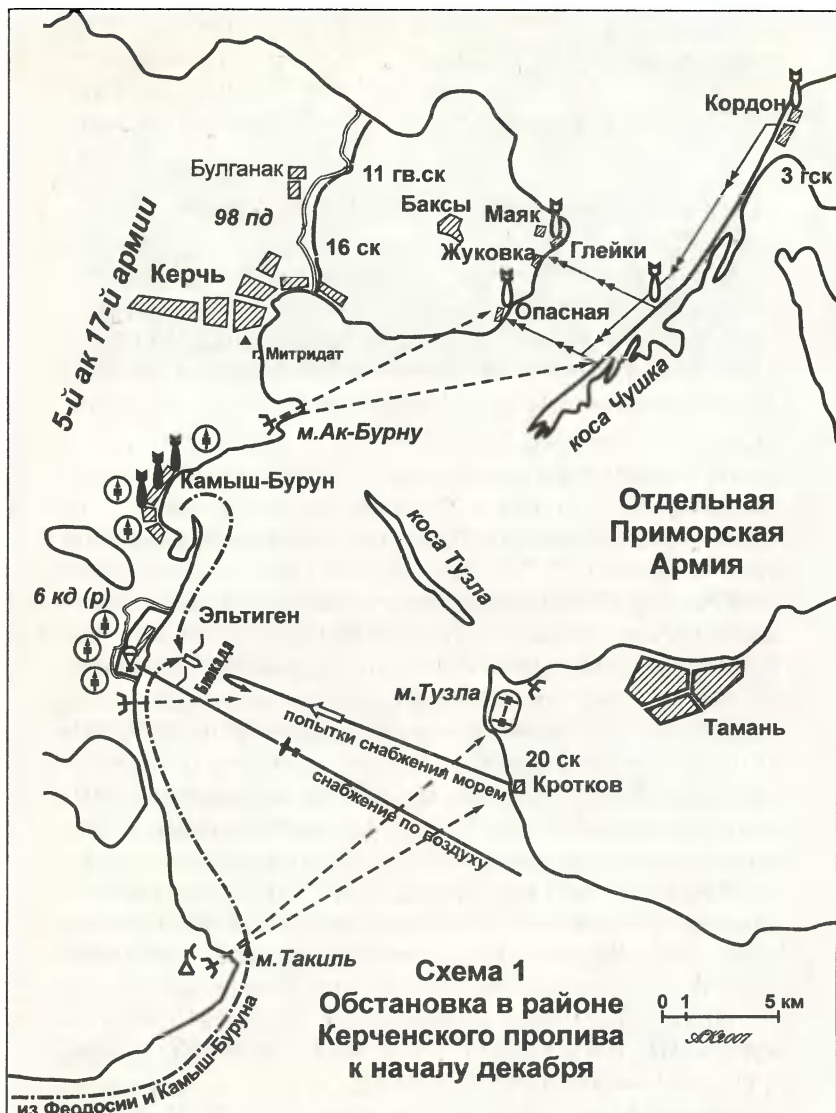 Кордон
3 гск
Булганак
11 гв.ск
98 пд
Баксы
Маяк
16 ск
Жуковка
Глейки
Керчь
Опасная
г. Митридат
5-й ак 17-й армии
коса Чушка
м.Ак-Бурну
Камыш-Бурун
Отдельная
Приморская
Армия
коса Тузла
6 кд (р)
Эльтиген
Блокада
м.Тузла
Тамань
попытки снабжения морем
20 ск
Кротков
снабжение по воздуху
м.Такиль
Схема 1
Обстановка в районе
Керченского пролива
к началу декабря
0 1 5 км
из Феодосии и Камыш-Буруна